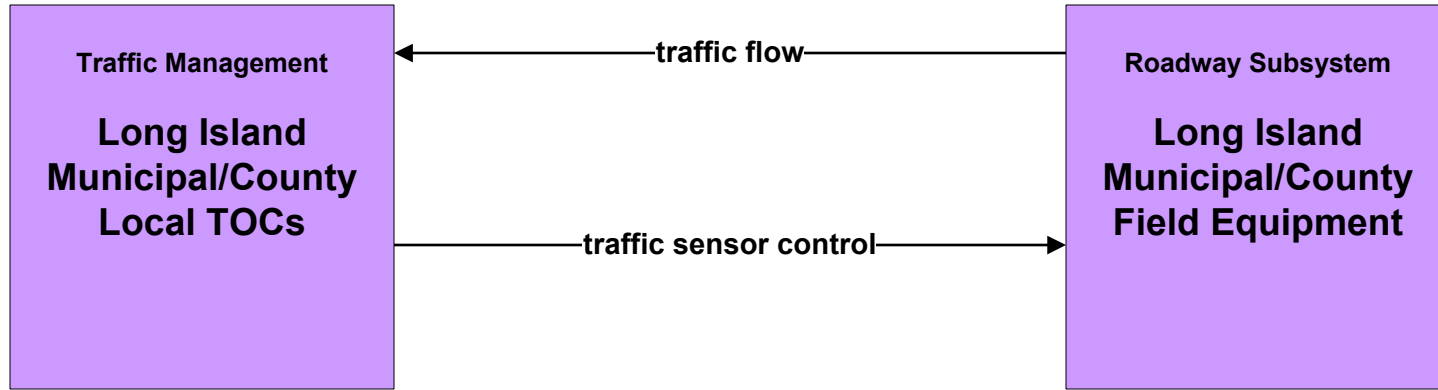 Traffic Management
Long Island
Municipal/County
Local TOCs
traffic flow
traffic sensor control
Roadway Subsystem
Long Island
Municipal/County
Field Equipment